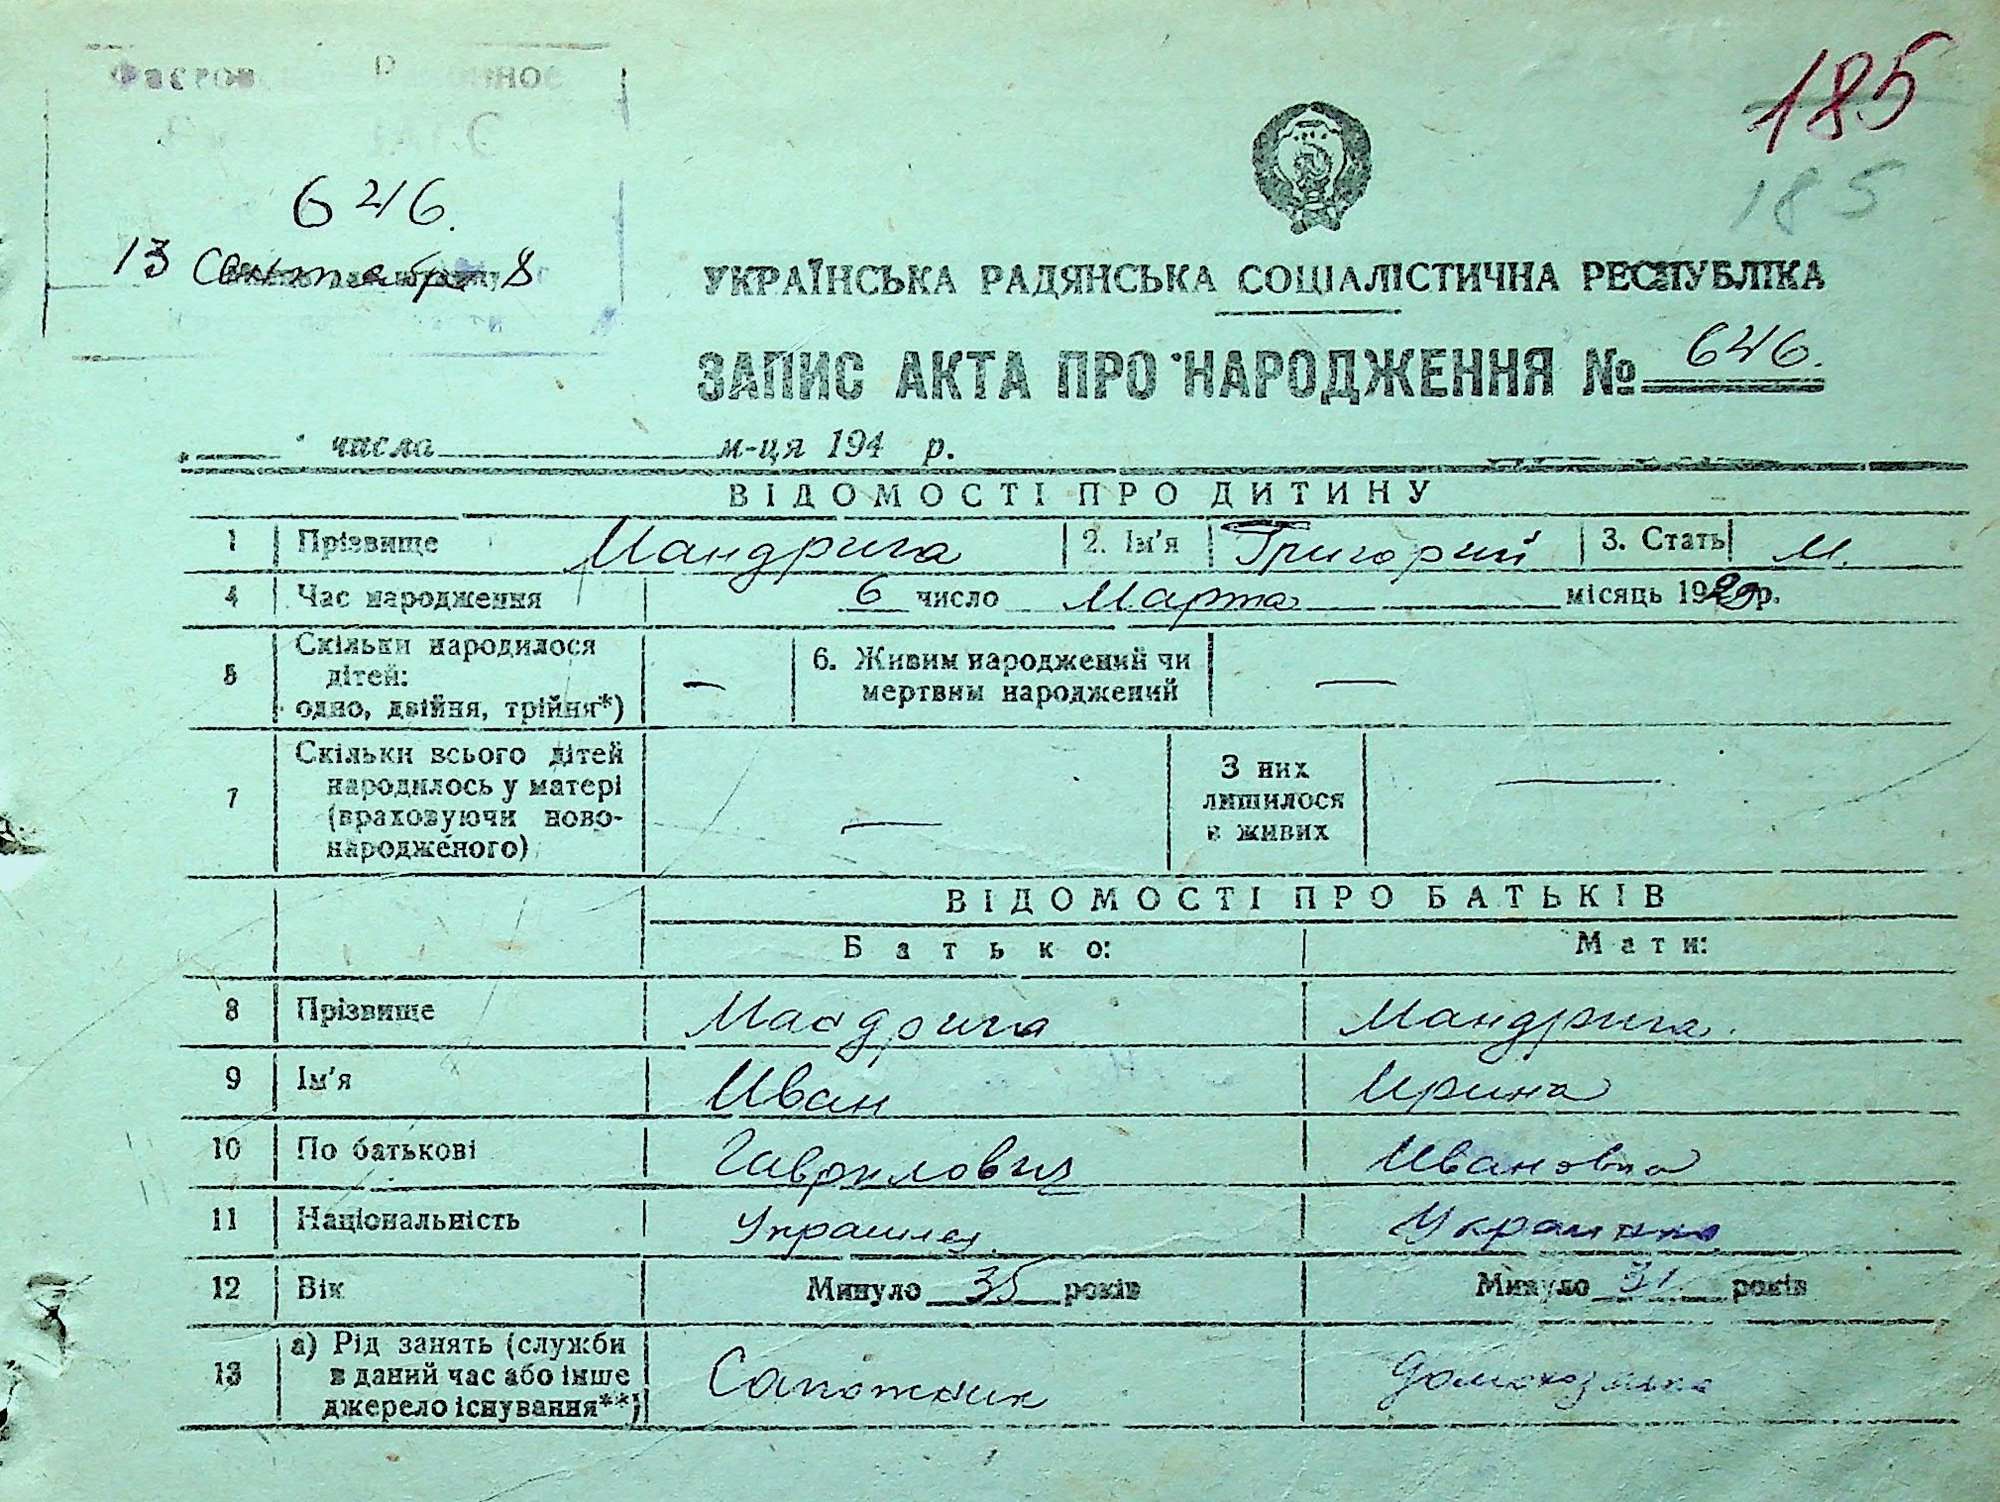 185
185
646.
13 Сентября 8
УКРАЇНСЬКА РАДЯНСЬКА СОЦІАЛІСТИЧНА РЕСПУБЛІКА
ЗАПИС АКТА ПРО НАРОДЖЕННЯ № 646.
числа м-ця 194 р.
ВІДОМОСТІ ПРО ДИТИНУ
1 Прізвище Мандрига 2. Ім'я Григорий 3. Стать М.
4 Час народження 6 число Марта місяць 1929 р.
5 Скільки народилося
дітей:
одно, двійня, трійня*) —
6. Живим народжений чи
мертвим народжений —
7 Скільки всього дітей
народилось у матері
(враховуючи ново-
народженого) —
З них
лишилося
в живих —
ВІДОМОСТІ ПРО БАТЬКІВ
Батько: Мати:
8 Прізвище Мандрига Мандрига.
9 Ім'я Иван Ирина
10 По батькові Гаврилович Ивановна
11 Національність Украинец Украинка
12 Вік Минуло 35 років Минуло 31 років
13 а) Рід занять (служби
в даний час або інше
джерело існування**) Сапожник домохозяйка